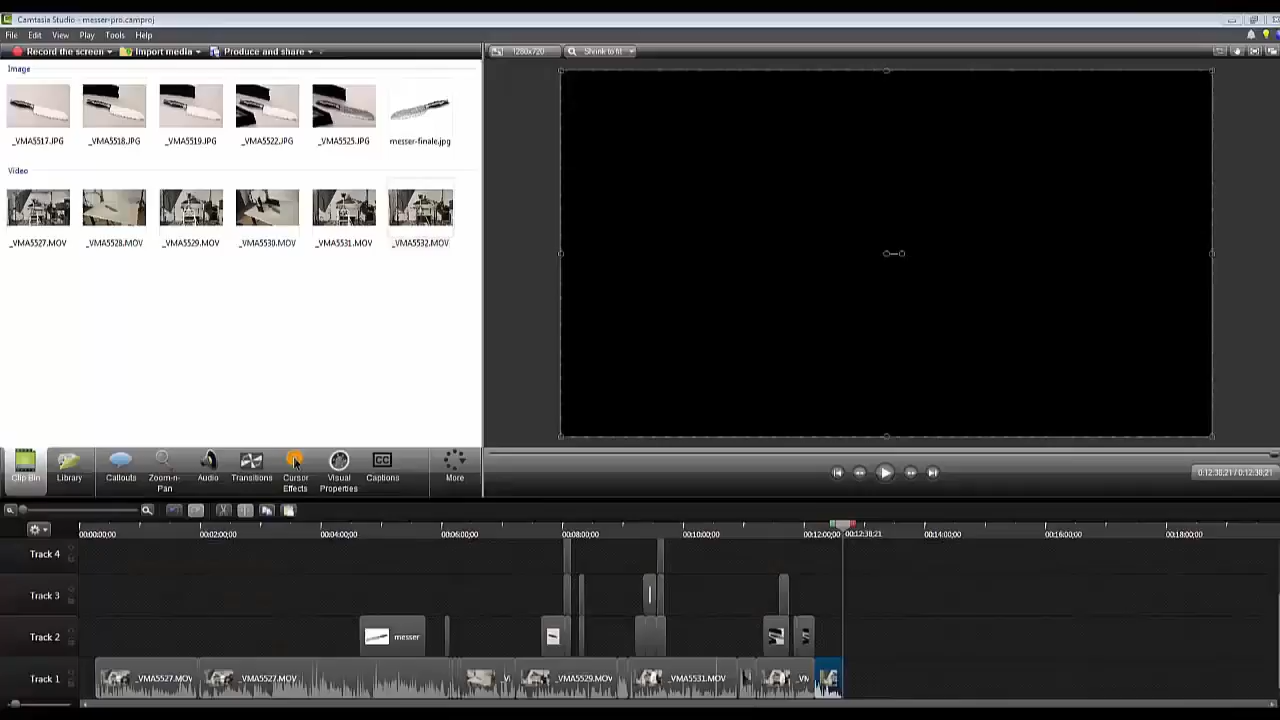 Camtasia Studio - messer-pro.camproj
File Edit View Play Tools Help
Record the screen Import media Produce and share
1280x720 Shrink to fit
Image
_VMA5517.JPG _VMA5518.JPG _VMA5519.JPG _VMA5522.JPG _VMA5525.JPG messer-finale.jpg
Video
_VMA5527.MOV _VMA5528.MOV _VMA5529.MOV _VMA5530.MOV _VMA5531.MOV _VMA5532.MOV
Clip Bin Library Callouts Zoom-n-Pan Audio Transitions Cursor Effects Visual Properties CC Captions More
0:12:38;21 / 0:12:38;21
00:00:00;00 00:02:00;00 00:04:00;00 00:06:00;00 00:08:00;00 00:10:00;00 00:12:00;00 00:12:38;21 00:14:00;00 00:16:00;00 00:18:00;00
Track 4
Track 3
Track 2 messer
Track 1 _VMA5527.MOV _VMA5527.MOV _VMA5529.MOV _VMA5531.MOV